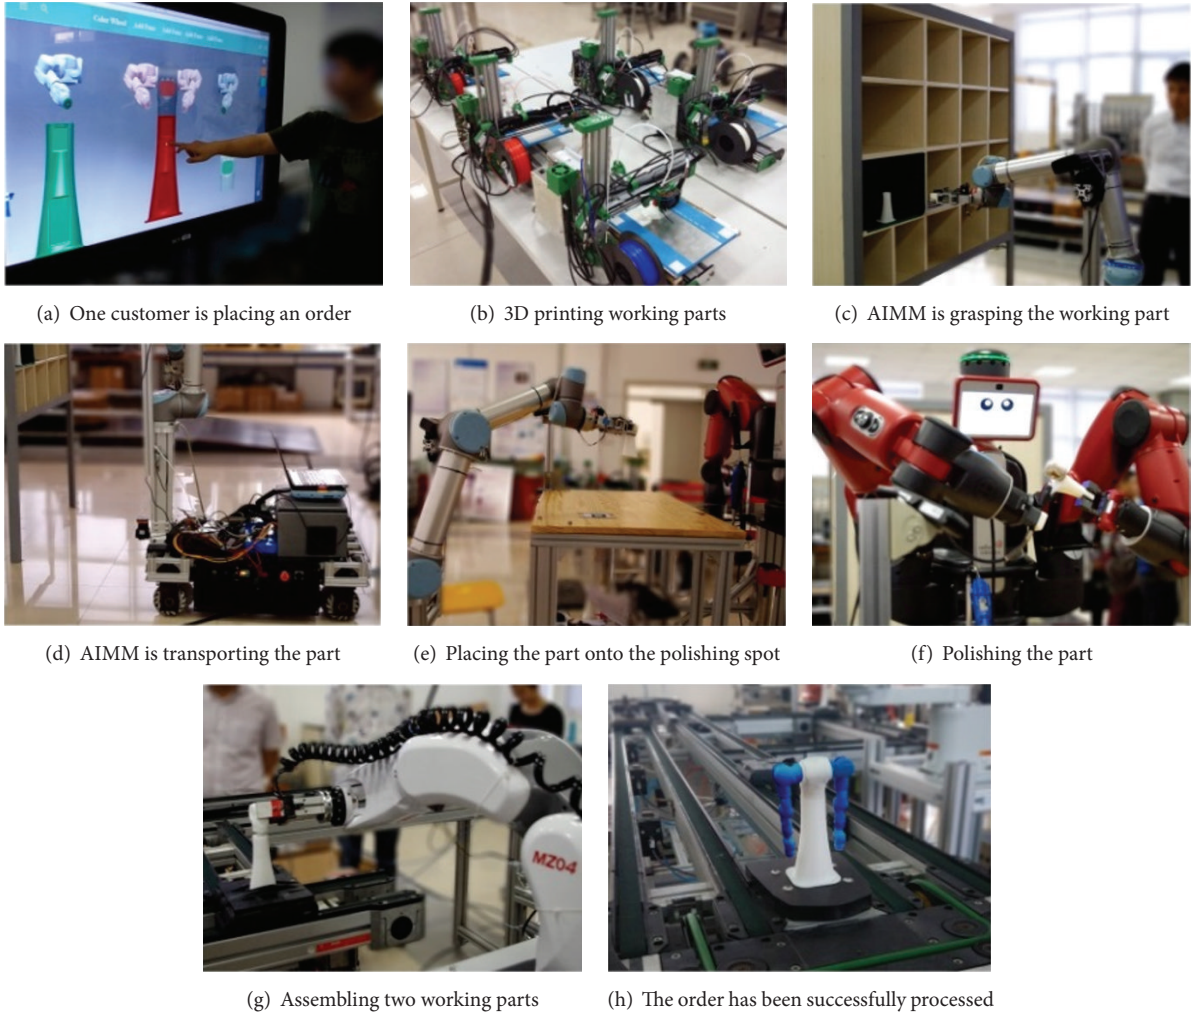 Color Wheel
(a) One customer is placing an order
(b) 3D printing working parts
(c) AIMM is grasping the working part
(d) AIMM is transporting the part
(e) Placing the part onto the polishing spot
(f) Polishing the part
MZ04
(g) Assembling two working parts
(h) The order has been successfully processed